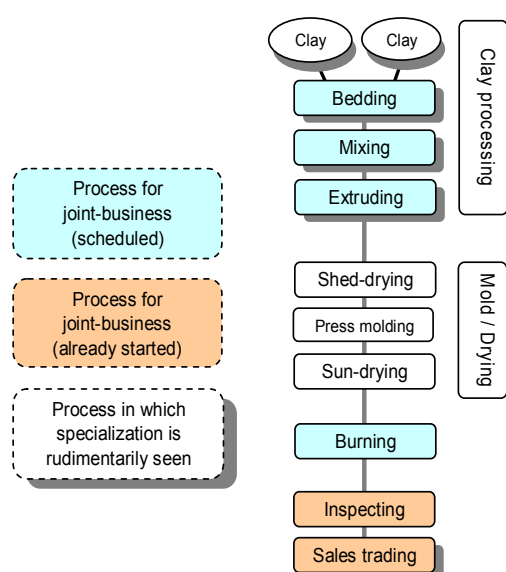 Clay
Clay
Bedding
Mixing
Extruding
Clay processing
Process for
joint-business
(scheduled)
Process for
joint-business
(already started)
Process in which
specialization is
rudimentarily seen
Shed-drying
Press molding
Sun-drying
Mold / Drying
Burning
Inspecting
Sales trading